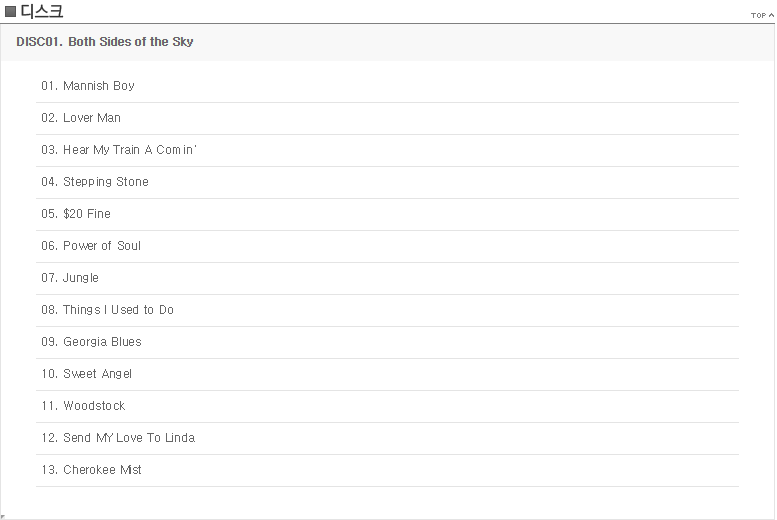 디스크
TOP
DISC01. Both Sides of the Sky
01. Mannish Boy
02. Lover Man
03. Hear My Train A Comin'
04. Stepping Stone
05. $20 Fine
06. Power of Soul
07. Jungle
08. Things I Used to Do
09. Georgia Blues
10. Sweet Angel
11. Woodstock
12. Send MY Love To Linda
13. Cherokee Mist